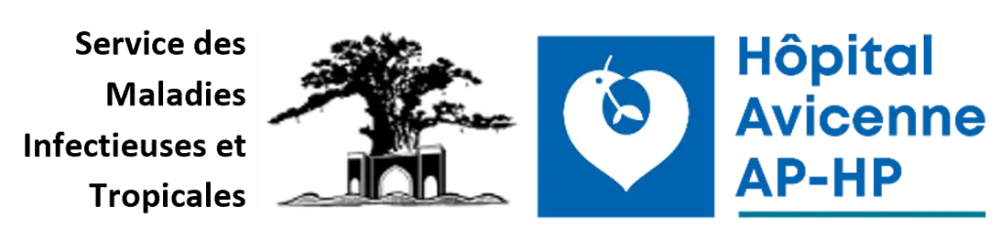 Service des
Maladies
Infectieuses et
Tropicales
Hôpital
Avicenne
AP-HP